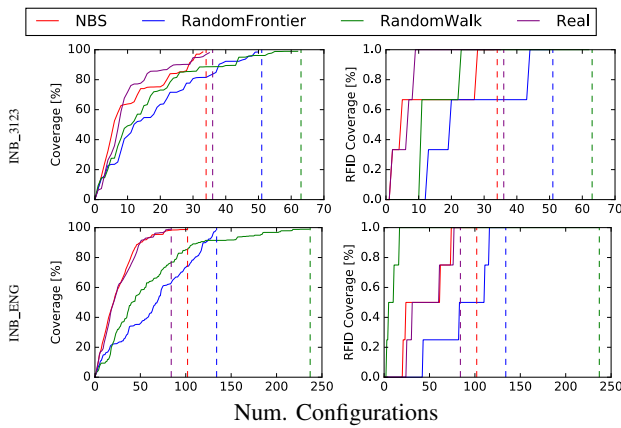 NBS RandomFrontier RandomWalk Real
INB_3123
Coverage [%]
100
80
60
40
20
0
0 10 20 30 40 50 60 70
RFID Coverage [%]
1.0
0.8
0.6
0.4
0.2
0.0
0 10 20 30 40 50 60 70
INB_ENG
Coverage [%]
100
80
60
40
20
0
0 50 100 150 200 250
RFID Coverage [%]
1.0
0.8
0.6
0.4
0.2
0.0
0 50 100 150 200 250
Num. Configurations